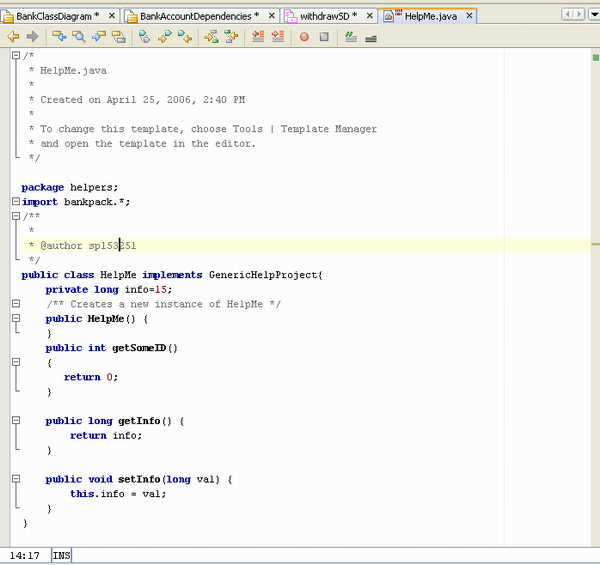 BankClassDiagram * BankAccountDependencies * withdrawSD * HelpMe.java
/*
 * HelpMe.java
 *
 * Created on April 25, 2006, 2:40 PM
 *
 * To change this template, choose Tools | Template Manager
 * and open the template in the editor.
 */
package helpers;
import bankpack.*;
/**
 *
 * @author sp153251
 */
public class HelpMe implements GenericHelpProject{
    private long info=15;
    /** Creates a new instance of HelpMe */
    public HelpMe() {
    }
    public int getSomeID()
    {
       return 0;
    }
    public long getInfo() {
        return info;
    }
    public void setInfo(long val) {
        this.info = val;
    }
}
14:17 INS